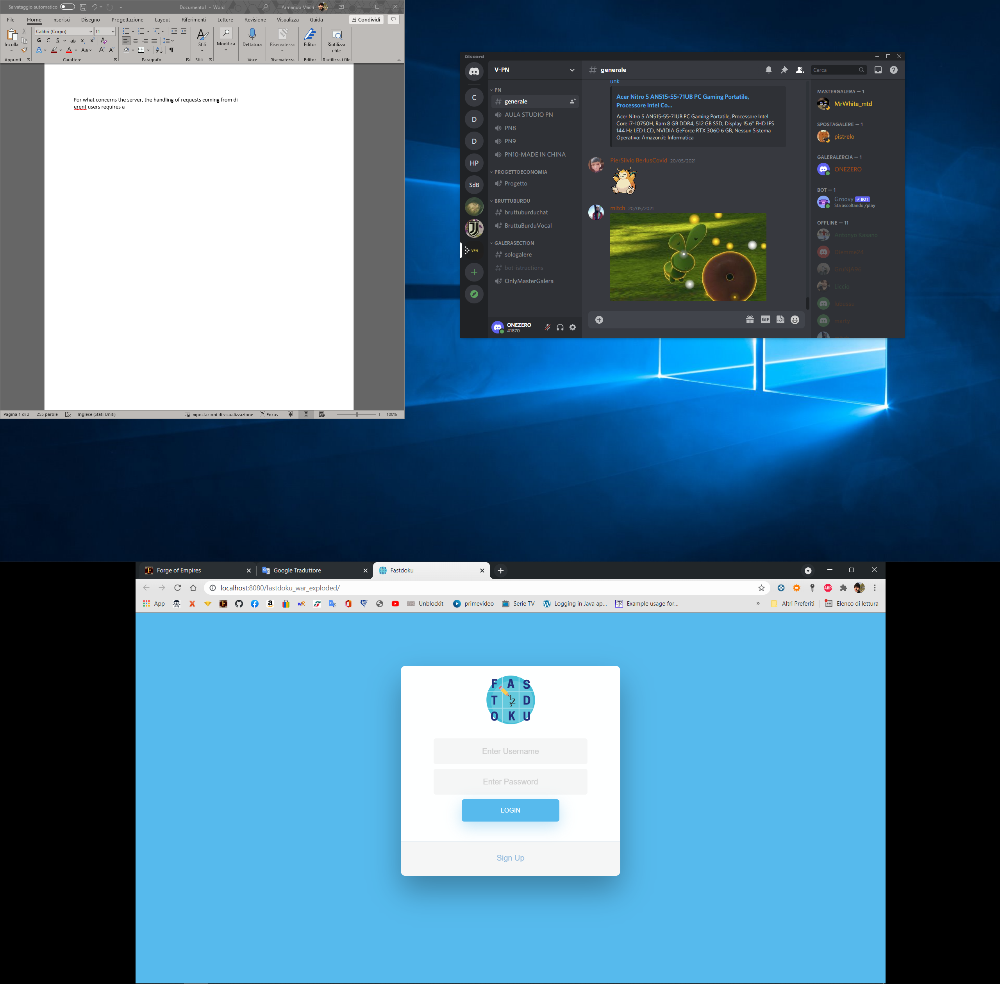 Salvataggio automatico
Documento1 - Word
Armando Macrì
File Home Inserisci Disegno Progettazione Layout Riferimenti Lettere Revisione Visualizza Guida
Condividi
Calibri (Corpo) 11
Incolla
G C S ab x₂ x²
A A Aa A A
Stili
Modifica
Dettatura
Riservatezza
Editor
Riutilizza
i file
Appunti Carattere Paragrafo Stili Voce Riservatezza Editor Riutilizza i file
For what concerns the server, the handling of requests coming from di
erent users requires a
Pagina 1 di 2 255 parole Inglese (Stati Uniti) Impostazioni di visualizzazione Focus 100%
Discord
V-PN
generale
Cerca
C
D
D
HP
SdB
VPN
PN
generale
AULA STUDIO PN
PN8
PN9
PN10-MADE IN CHINA
PROGETTOECONOMIA
Progetto
BRUTTUBURDU
bruttuburduchat
BruttuBurduVocal
GALERASECTION
sologalere
bot-istructions
OnlyMasterGalera
ONEZERO
#1870
unk
Acer Nitro 5 AN515-55-71UB PC Gaming Portatile,
Processore Intel Co...
Acer Nitro 5 AN515-55-71UB PC Gaming Portatile, Processore Intel
Core i7-10750H, Ram 8 GB DDR4, 512 GB SSD, Display 15.6" FHD IPS
144 Hz LED LCD, NVIDIA GeForce RTX 3060 6 GB, Nessun Sistema
Operativo: Amazon.it: Informatica
PierSilvio BerlusCovid 20/05/2021
mitch 20/05/2021
GIF
MASTERGALERA — 1
MrWhite_mtd
SPOSTAGALERE — 1
pistrelo
GALERALERCIA — 1
ONEZERO
BOT — 1
Groovy BOT
Sta ascoltando /play
OFFLINE — 11
Antonyo Kasano
Diemme24
GruNjA96
Liccio
marty
Forge of Empires
Google Traduttore
Fastdoku
localhost:8080/fastdoku_war_exploded/
ABP
App
Unblockit
primevideo
Serie TV
Logging in Java ap...
Example usage for...
»
Altri Preferiti
Elenco di lettura
F A S
T 1 2 3 D
O K U
Enter Username
Enter Password
LOGIN
Sign Up